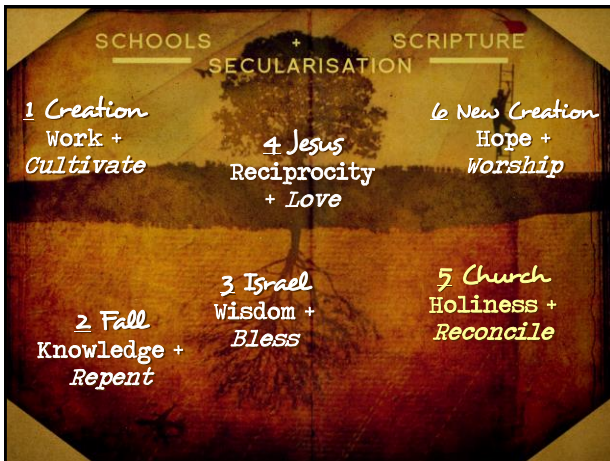 SCHOOLS + SCRIPTURE
SECULARISATION
1 Creation
Work +
Cultivate
2 Fall
Knowledge +
Repent
3 Israel
Wisdom +
Bless
4 Jesus
Reciprocity
+ Love
5 Church
Holiness +
Reconcile
6 New Creation
Hope +
Worship